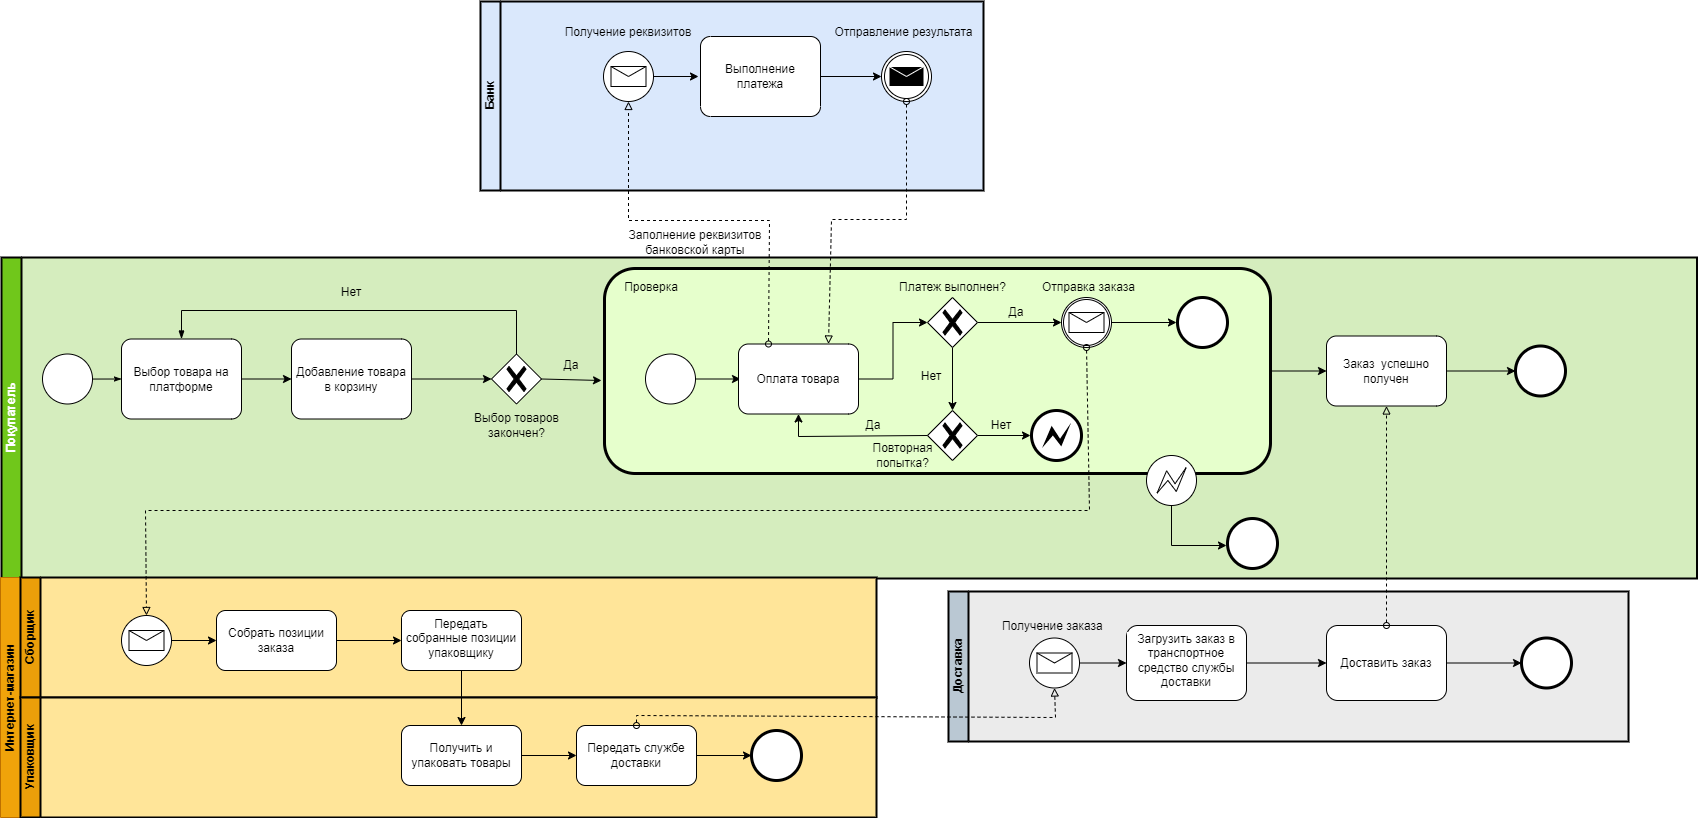 Банк
Получение реквизитов
Выполнение
платежа
Отправление результата
Заполнение реквизитов
банковской карты
Покупатель
Нет
Выбор товара на
платформе
Добавление товара
в корзину
Да
Выбор товаров
закончен?
Проверка
Оплата товара
Платеж выполнен?
Да
Отправка заказа
Нет
Да
Нет
Повторная
попытка?
Заказ успешно
получен
Интернет-магазин
Сборщик
Собрать позиции
заказа
Передать
собранные позиции
упаковщику
Упаковщик
Получить и
упаковать товары
Передать службе
доставки
Доставка
Получение заказа
Загрузить заказ в
транспортное
средство службы
доставки
Доставить заказ